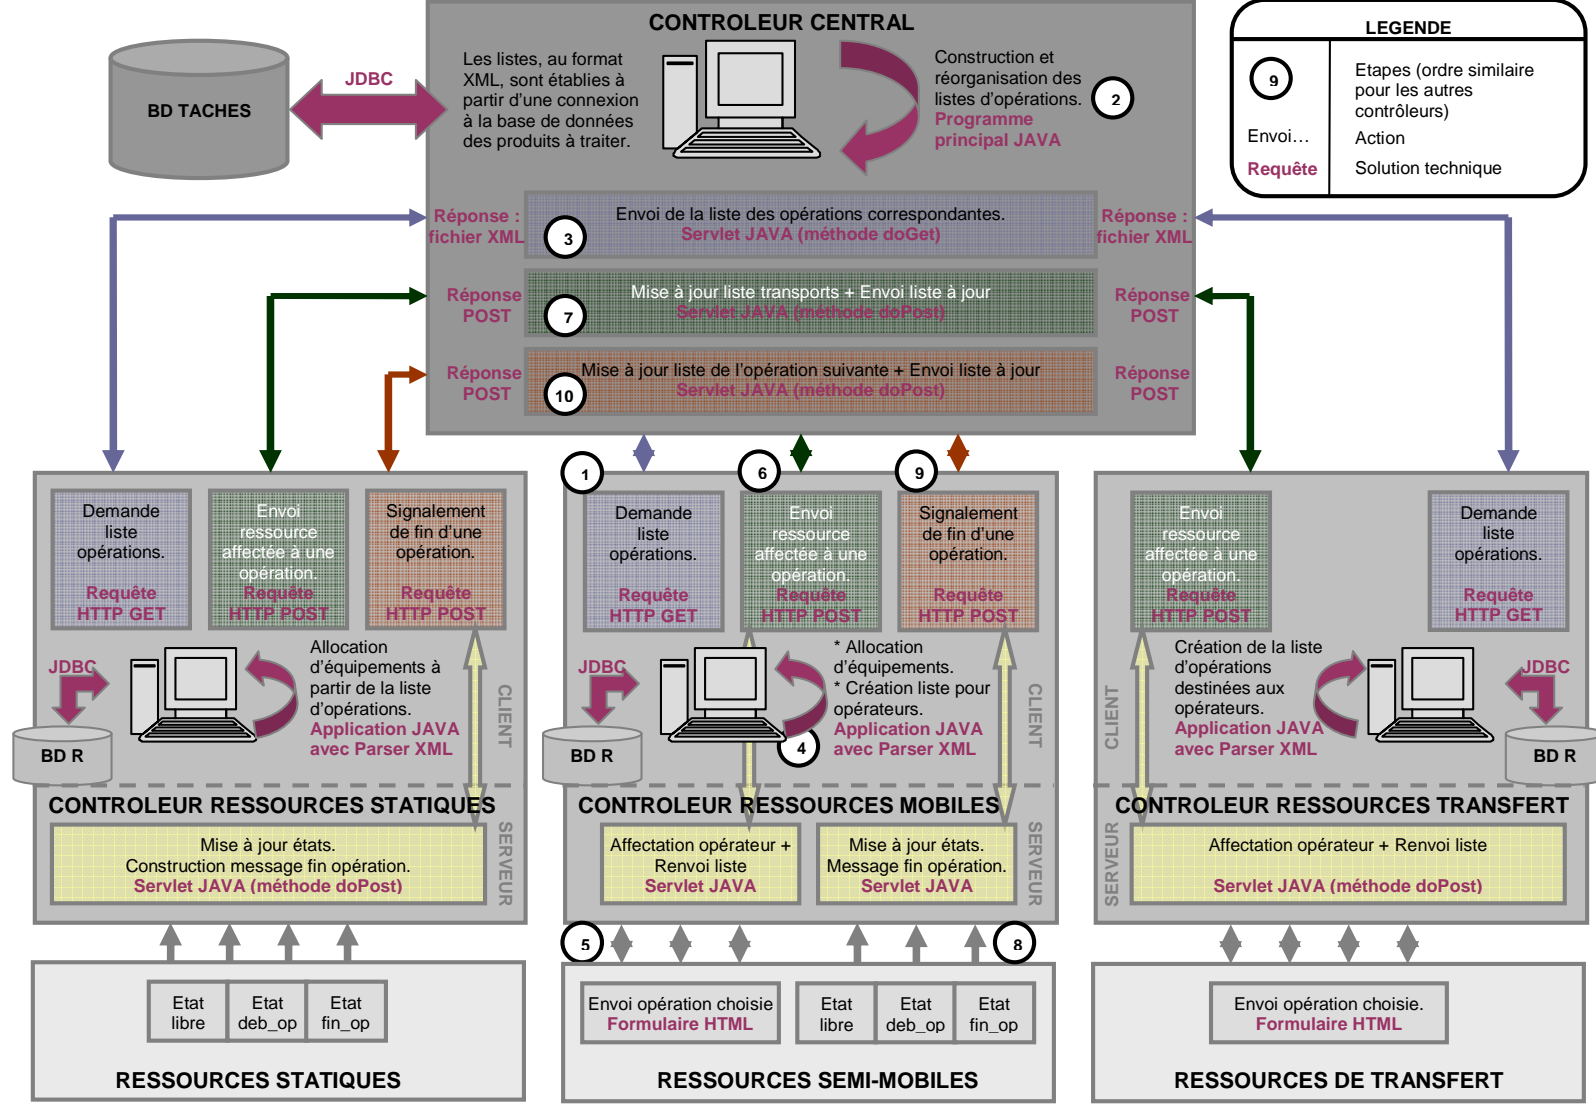 CONTROLEUR CENTRAL
BD TACHES
JDBC
Les listes, au format
XML, sont établies à
partir d'une connexion
à la base de données
des produits à traiter.
Construction et
réorganisation des
listes d'opérations.
Programme
principal JAVA
2
LEGENDE
9
Etapes (ordre similaire
pour les autres
contrôleurs)
Envoi…
Action
Requête
Solution technique
Réponse :
fichier XML
3
Envoi de la liste des opérations correspondantes.
Servlet JAVA (méthode doGet)
Réponse :
fichier XML
Réponse
POST
7
Mise à jour liste transports + Envoi liste à jour
Servlet JAVA (méthode doPost)
Réponse
POST
Réponse
POST
10
Mise à jour liste de l'opération suivante + Envoi liste à jour
Servlet JAVA (méthode doPost)
Réponse
POST
Demande
liste
opérations.
Requête
HTTP GET
Envoi
ressource
affectée à une
opération.
Requête
HTTP POST
Signalement
de fin d'une
opération.
Requête
HTTP POST
JDBC
BD R
Allocation
d'équipements à
partir de la liste
d'opérations.
Application JAVA
avec Parser XML
CLIENT
CONTROLEUR RESSOURCES STATIQUES
Mise à jour états.
Construction message fin opération.
Servlet JAVA (méthode doPost)
SERVEUR
Etat
libre
Etat
deb_op
Etat
fin_op
RESSOURCES STATIQUES
1
6
9
Demande
liste
opérations.
Requête
HTTP GET
Envoi
ressource
affectée à une
opération.
Requête
HTTP POST
Signalement
de fin d'une
opération.
Requête
HTTP POST
JDBC
BD R
* Allocation
d'équipements.
* Création liste pour
opérateurs.
Application JAVA
avec Parser XML
4
CLIENT
CONTROLEUR RESSOURCES MOBILES
Affectation opérateur +
Renvoi liste
Servlet JAVA
Mise à jour états.
Message fin opération.
Servlet JAVA
SERVEUR
5
8
Envoi opération choisie
Formulaire HTML
Etat
libre
Etat
deb_op
Etat
fin_op
RESSOURCES SEMI-MOBILES
Envoi
ressource
affectée à une
opération.
Requête
HTTP POST
Demande
liste
opérations.
Requête
HTTP GET
CLIENT
Création de la liste
d'opérations
destinées aux
opérateurs.
Application JAVA
avec Parser XML
JDBC
BD R
CONTROLEUR RESSOURCES TRANSFERT
SERVEUR
Affectation opérateur + Renvoi liste
Servlet JAVA (méthode doPost)
Envoi opération choisie.
Formulaire HTML
RESSOURCES DE TRANSFERT